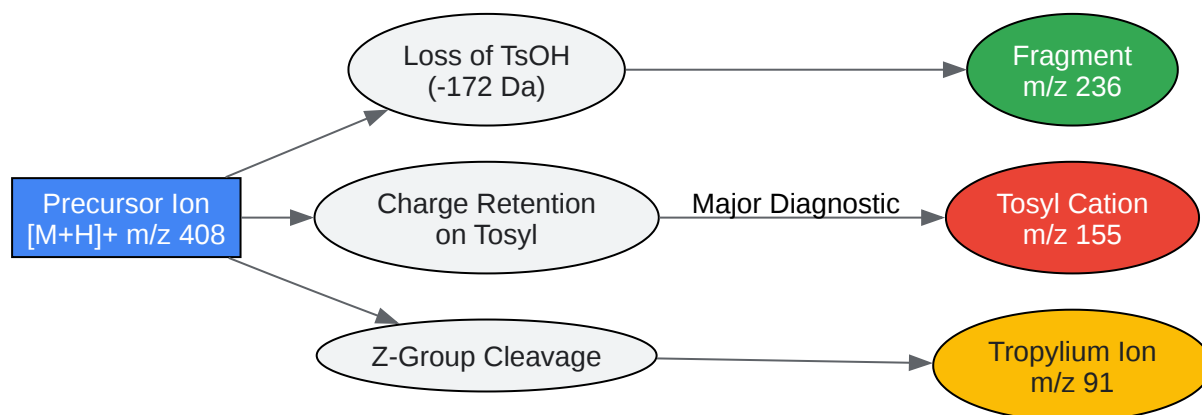 Loss of TsOH
(-172 Da)
Fragment
m/z 236
Precursor Ion
[M+H]+ m/z 408
Charge Retention
on Tosyl
Major Diagnostic
Tosyl Cation
m/z 155
Z-Group Cleavage
Tropylium Ion
m/z 91